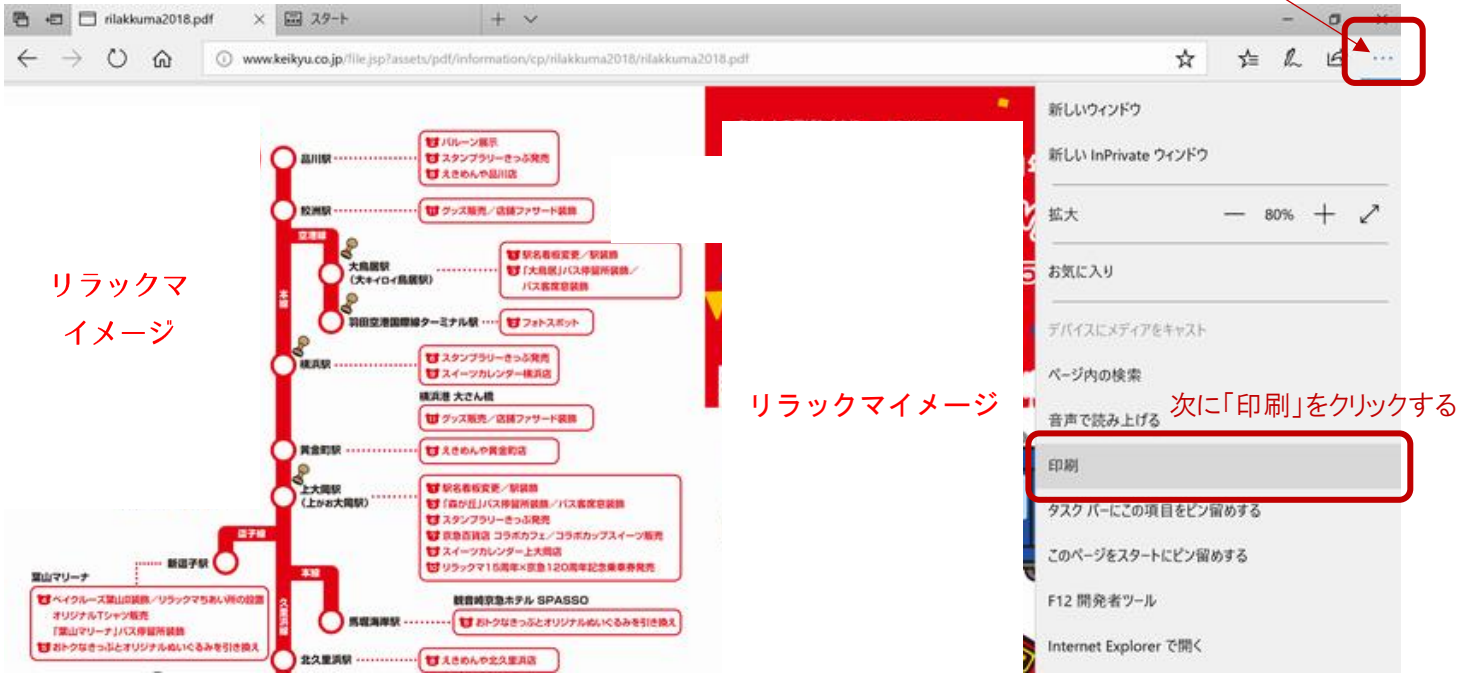 rilakkuma2018.pdf
スタート
www.keikyu.co.jp/file.jsp?assets/pdf/information/cp/rilakkuma2018/rilakkuma2018.pdf
品川駅
バルーン展示
スタンプラリーきっぷ発売
えきめんや品川店
鮫洲駅
グッズ販売/店舗ファサード装飾
空港線
大鳥居駅
(大キイロイ鳥居駅)
駅名看板変更/駅装飾
「大鳥居」バス停留所装飾/
バス客席窓装飾
羽田空港国際線ターミナル駅
フォトスポット
本線
リラックマ
イメージ
横浜駅
スタンプラリーきっぷ発売
スイーツカレンダー横浜店
横浜港 大さん橋
グッズ販売/店舗ファサード装飾
黄金町駅
えきめんや黄金町店
上大岡駅
(上がお大岡駅)
駅名看板変更/駅装飾
「森が丘」バス停留所装飾/バス客席窓装飾
スタンプラリーきっぷ発売
京急百貨店 コラボカフェ/コラボカップスイーツ販売
スイーツカレンダー上大岡店
リラックマ15周年×京急120周年記念乗車券発売
逗子線
新逗子駅
葉山マリーナ
ベイクルーズ葉山の装飾/リラックマちあい所の設置
オリジナルTシャツ販売
「葉山マリーナ」バス停留所装飾
おトクなきっぷとオリジナルぬいぐるみを引き換え
本線
久里浜線
観音崎京急ホテル SPASSO
馬堀海岸駅
おトクなきっぷとオリジナルぬいぐるみを引き換え
北久里浜駅
えきめんや北久里浜店
リラックマイメージ
新しいウィンドウ
新しい InPrivate ウィンドウ
拡大
80%
お気に入り
デバイスにメディアをキャスト
ページ内の検索
次に「印刷」をクリックする
音声で読み上げる
印刷
タスク バーにこの項目をピン留めする
このページをスタートにピン留めする
F12 開発者ツール
Internet Explorer で開く